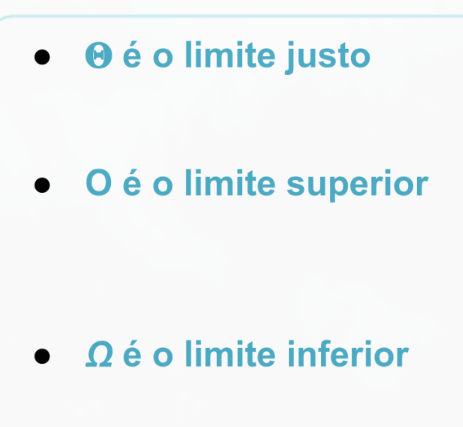 ● Θ é o limite justo
● O é o limite superior
● Ω é o limite inferior